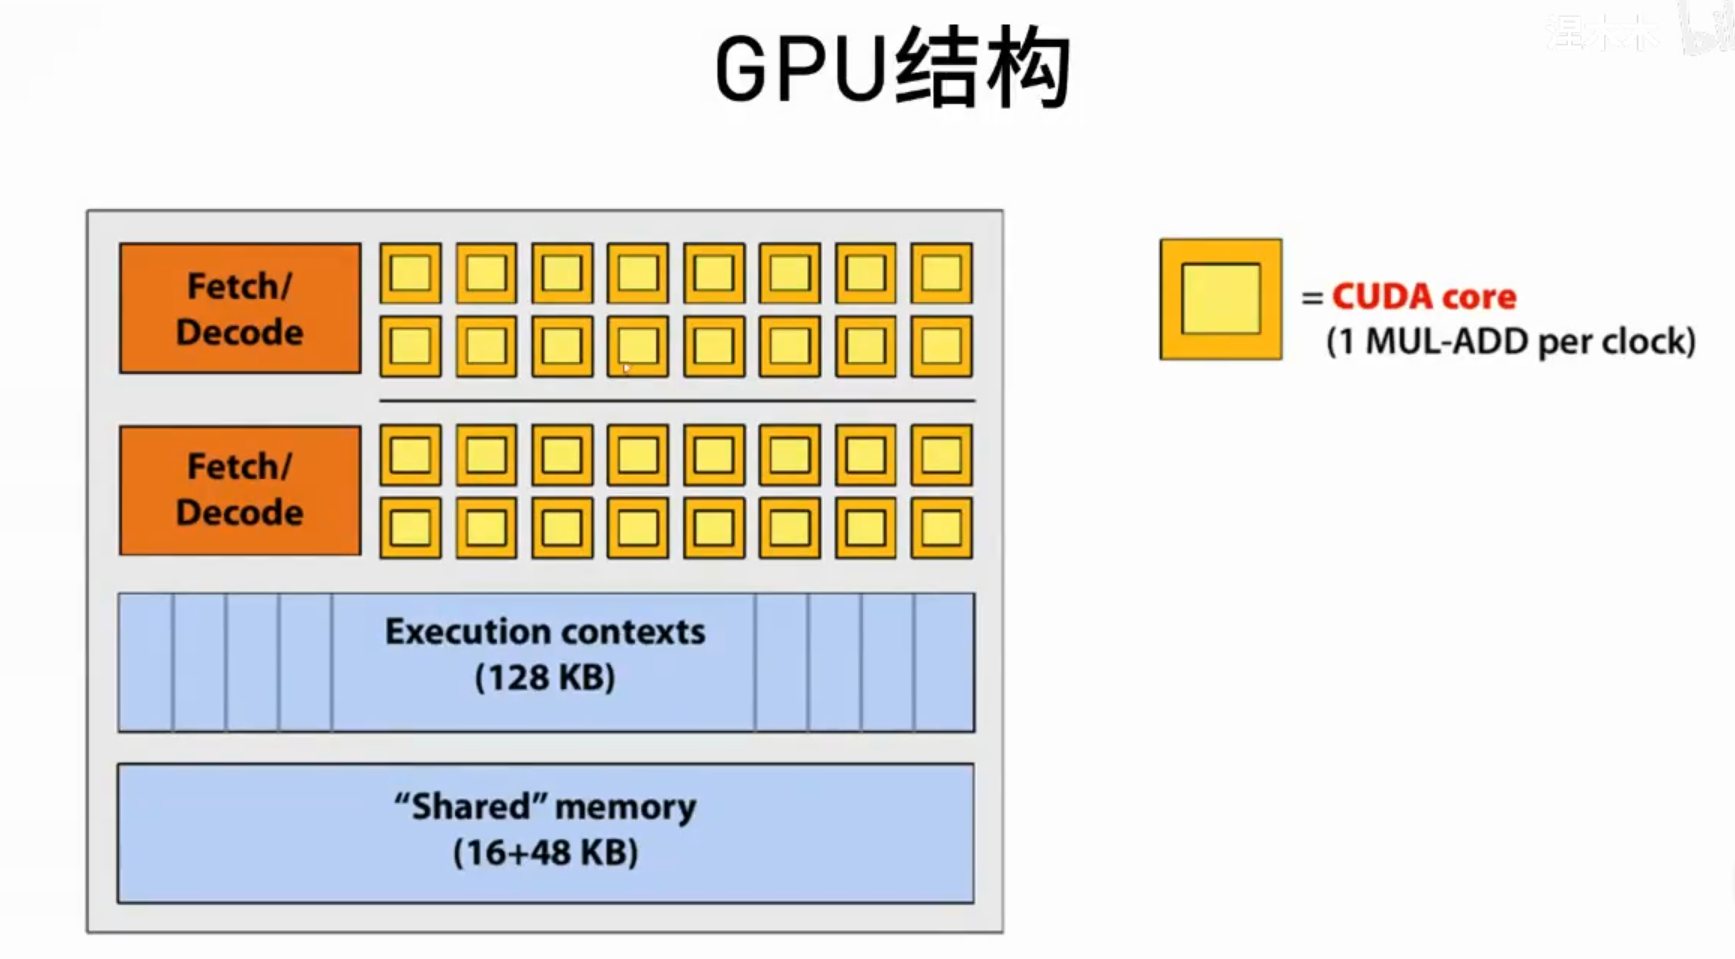 GPU结构
Fetch/
Decode
= CUDA core
(1 MUL-ADD per clock)
Fetch/
Decode
Execution contexts
(128 KB)
“Shared” memory
(16+48 KB)